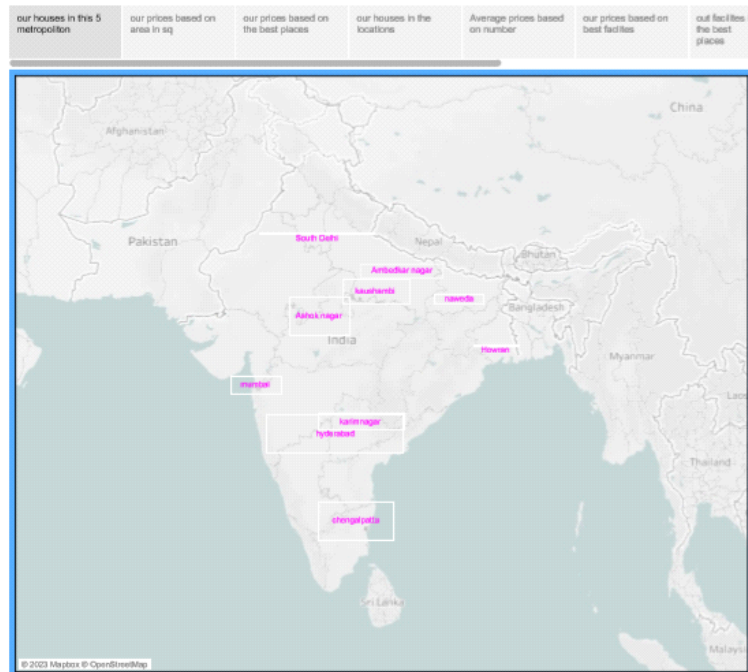 our houses in this 5
metropoliton
our prices based on
area in sq
our prices based on
the best places
our houses in the
locations
Average prices based
on number
our prices based on
best facilites
out facilites
the best
places
China
Afghanistan
Pakistan
South Delhi
Nepal
Bhutan
Ambedkar nagar
kaushambi
naweda
Bangladesh
Ashok nagar
India
Howrah
Myanmar
Laos
mumbai
karimnagar
hyderabad
Thailand
chengalpatta
Sri Lanka
Malaysi
© 2023 Mapbox © OpenStreetMap